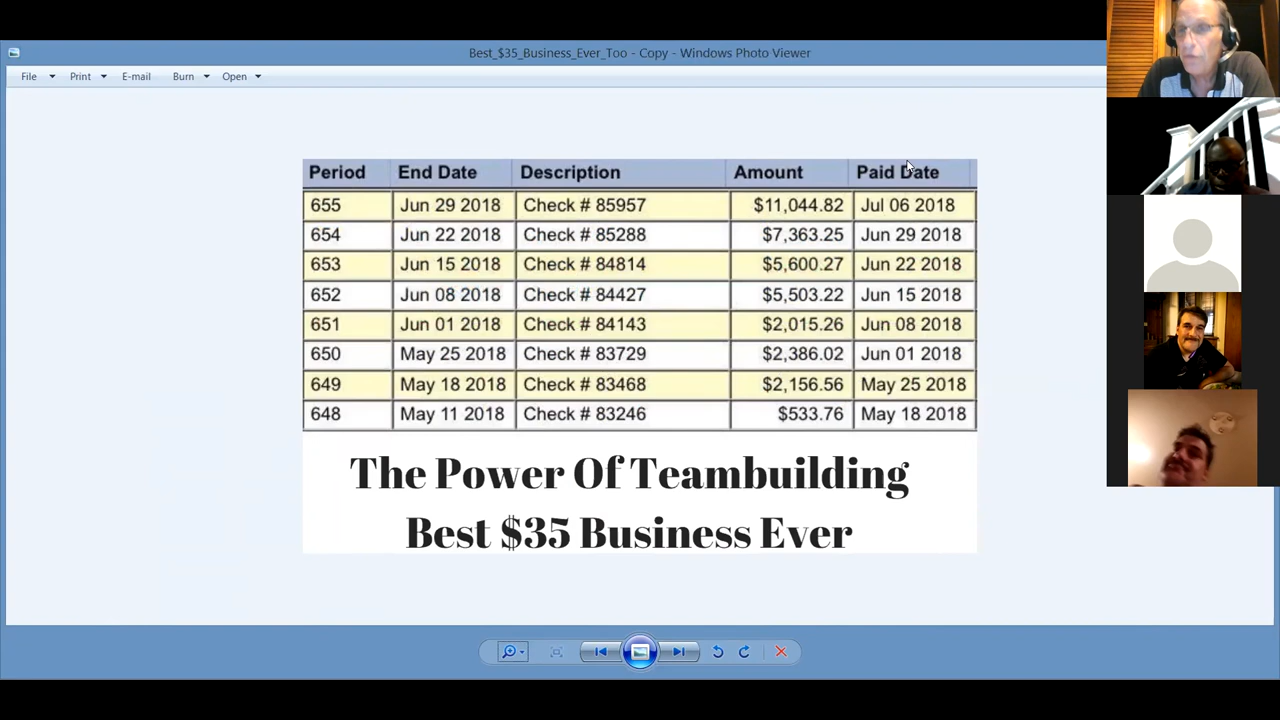 Best_$35_Business_Ever_Too - Copy - Windows Photo Viewer
File Print E-mail Burn Open
Period End Date Description Amount Paid Date
655 Jun 29 2018 Check # 85957 $11,044.82 Jul 06 2018
654 Jun 22 2018 Check # 85288 $7,363.25 Jun 29 2018
653 Jun 15 2018 Check # 84814 $5,600.27 Jun 22 2018
652 Jun 08 2018 Check # 84427 $5,503.22 Jun 15 2018
651 Jun 01 2018 Check # 84143 $2,015.26 Jun 08 2018
650 May 25 2018 Check # 83729 $2,386.02 Jun 01 2018
649 May 18 2018 Check # 83468 $2,156.56 May 25 2018
648 May 11 2018 Check # 83246 $533.76 May 18 2018
The Power Of Teambuilding
Best $35 Business Ever